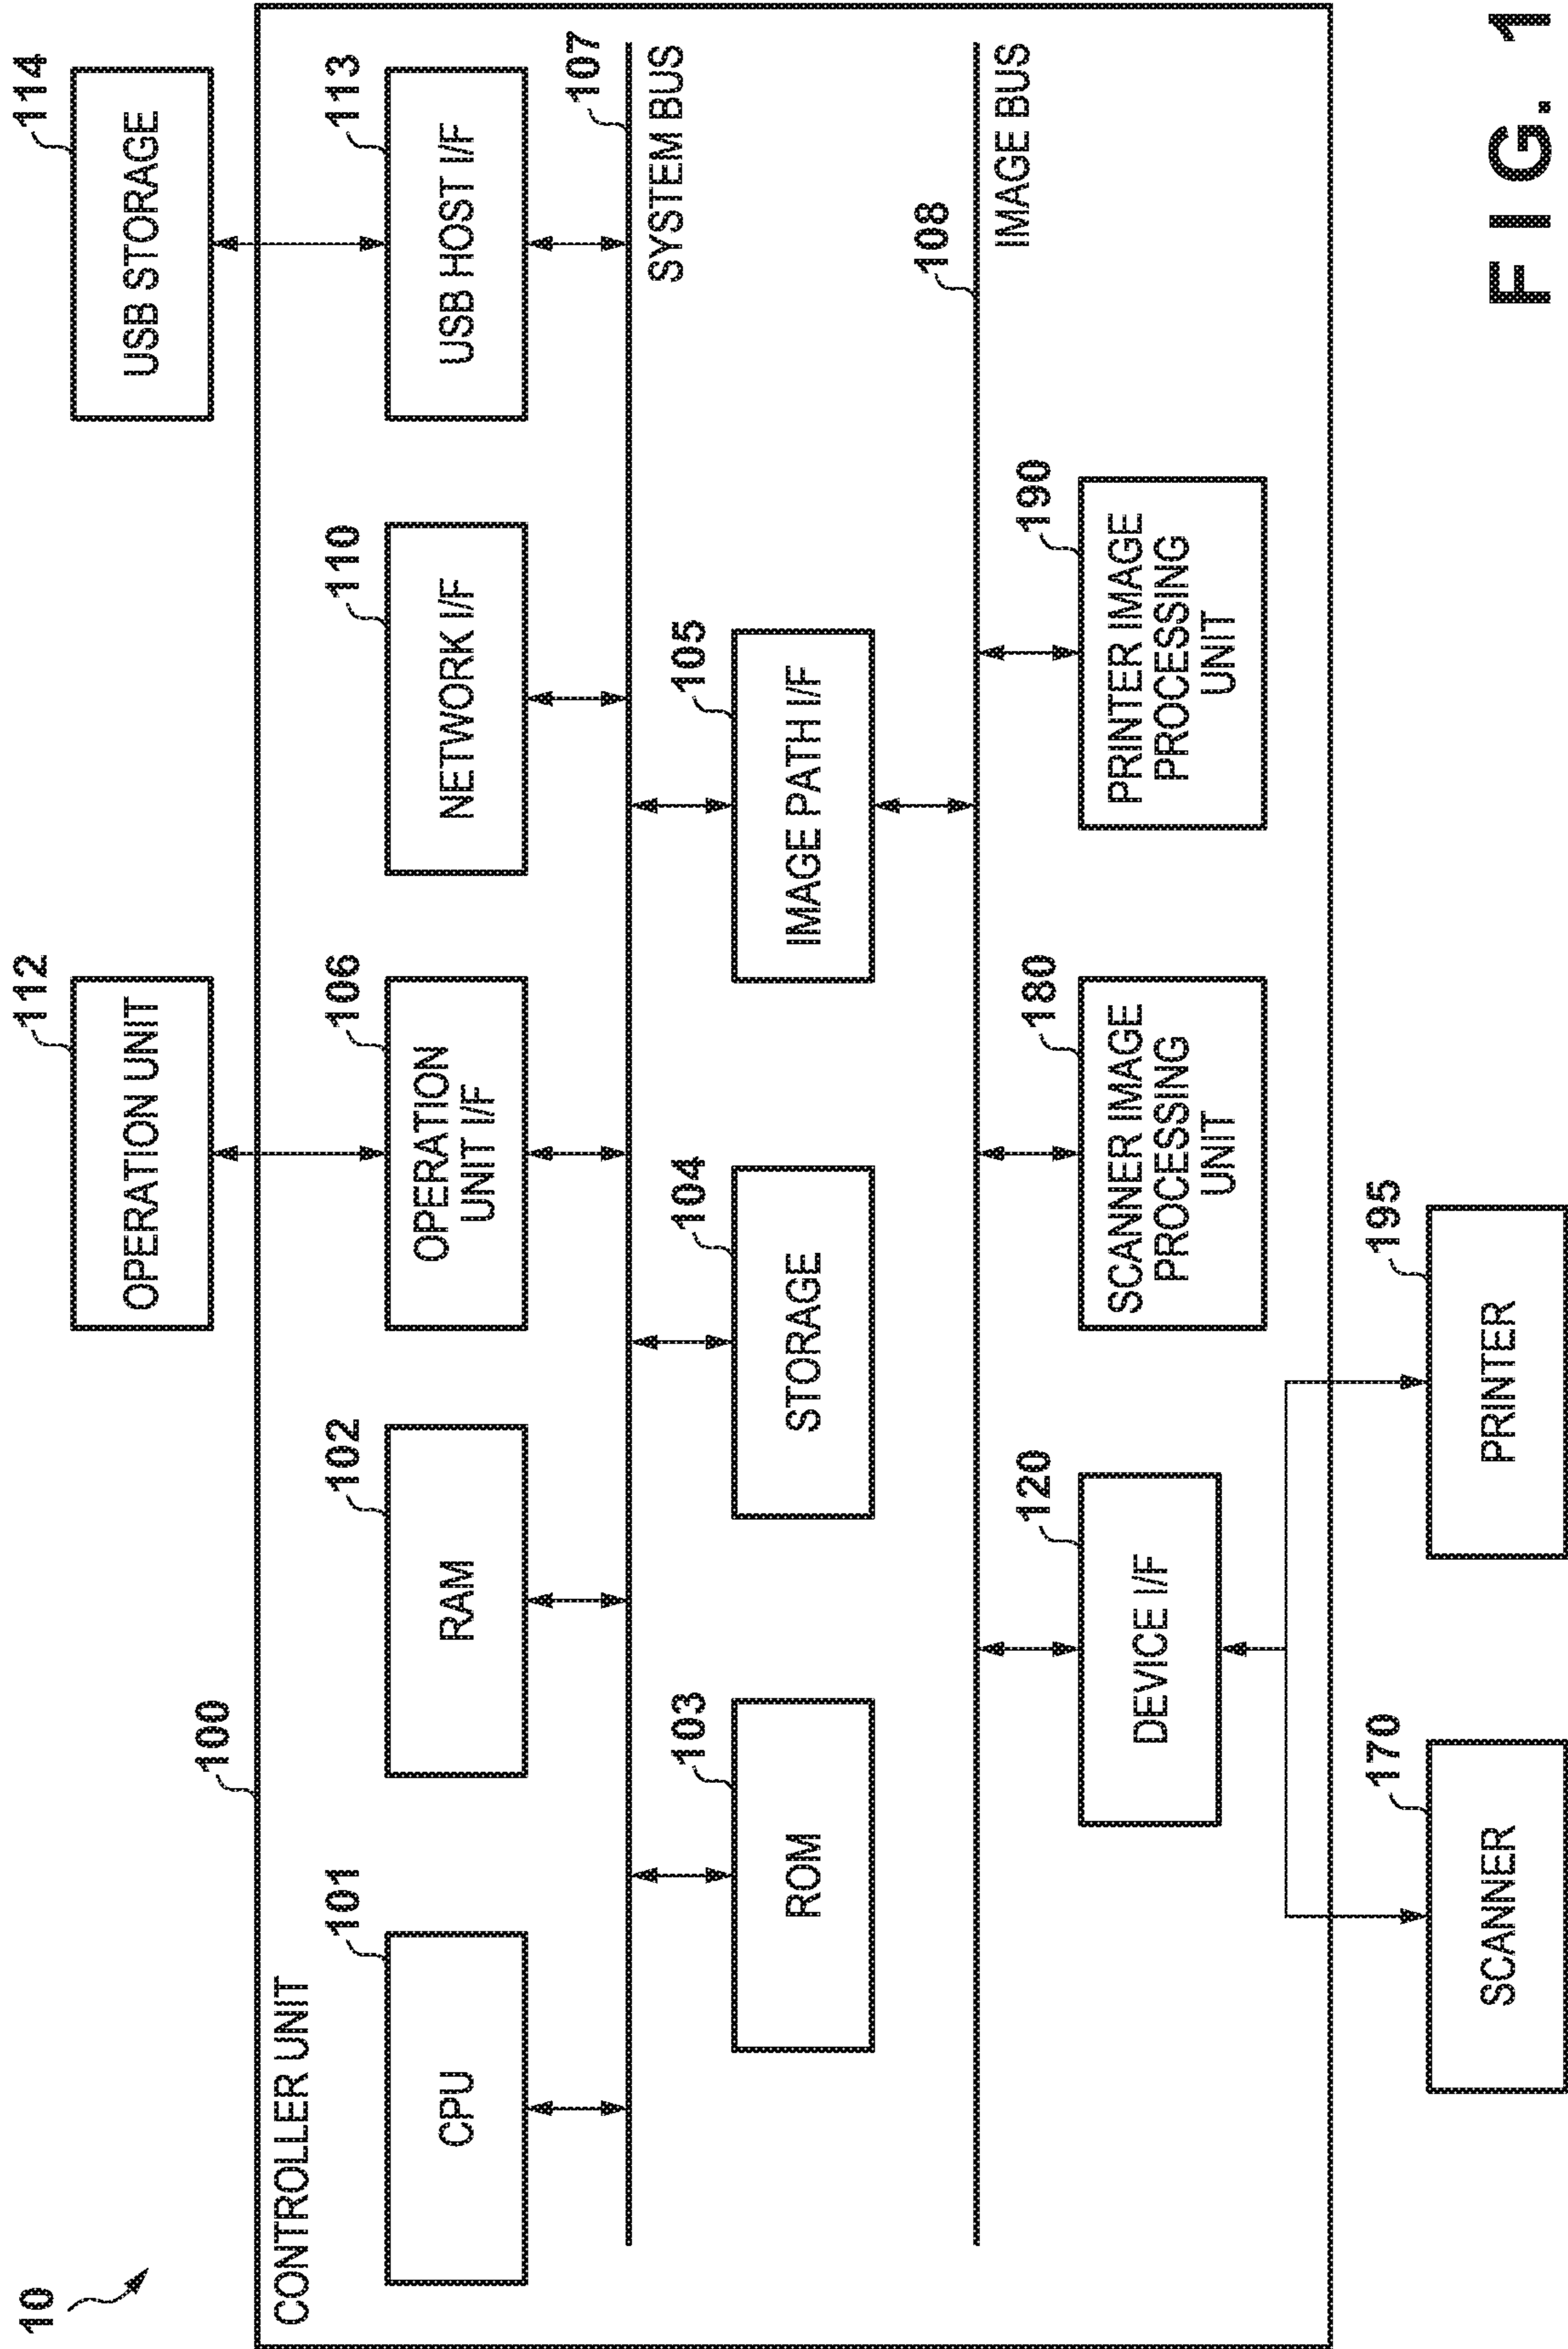 10
112
OPERATION UNIT
114
USB STORAGE
100
CONTROLLER UNIT
101
CPU
102
RAM
106
OPERATION
UNIT I/F
110
NETWORK I/F
113
USB HOST I/F
107
SYSTEM BUS
103
ROM
104
STORAGE
105
IMAGE PATH I/F
108
IMAGE BUS
120
DEVICE I/F
180
SCANNER IMAGE
PROCESSING
UNIT
190
PRINTER IMAGE
PROCESSING
UNIT
170
SCANNER
195
PRINTER
FIG. 1